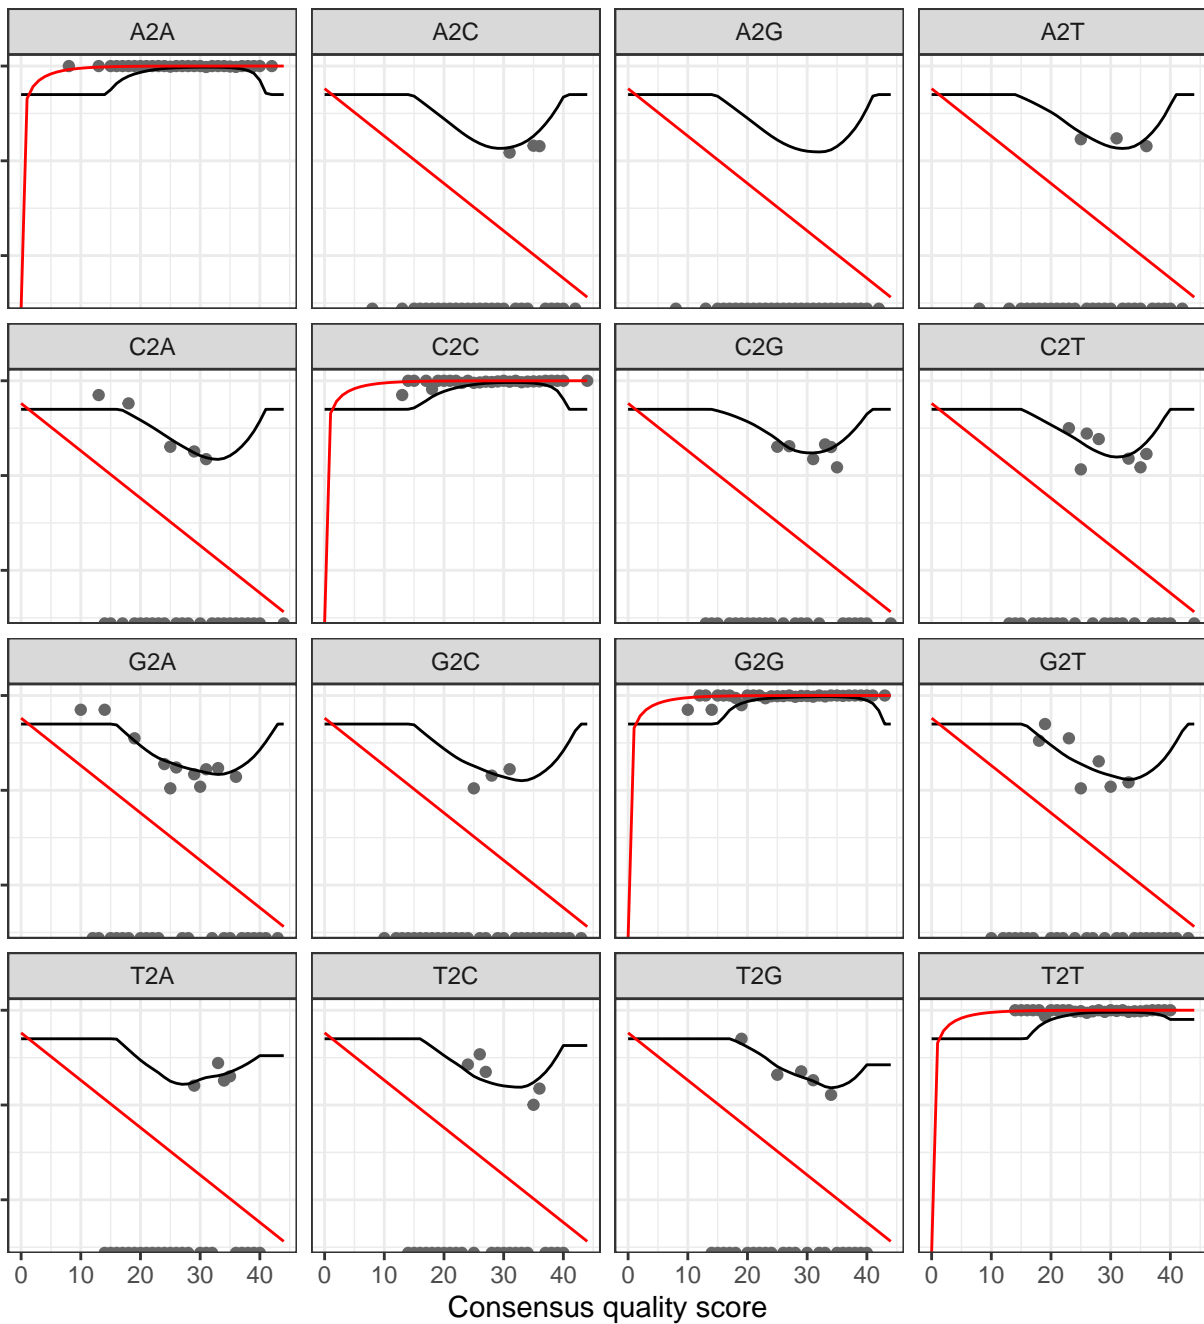 A2A A2C A2G A2T
C2A C2C C2G C2T
G2A G2C G2G G2T
T2A T2C T2G T2T
0 10 20 30 40 0 10 20 30 40 0 10 20 30 40 0 10 20 30 40
Consensus quality score